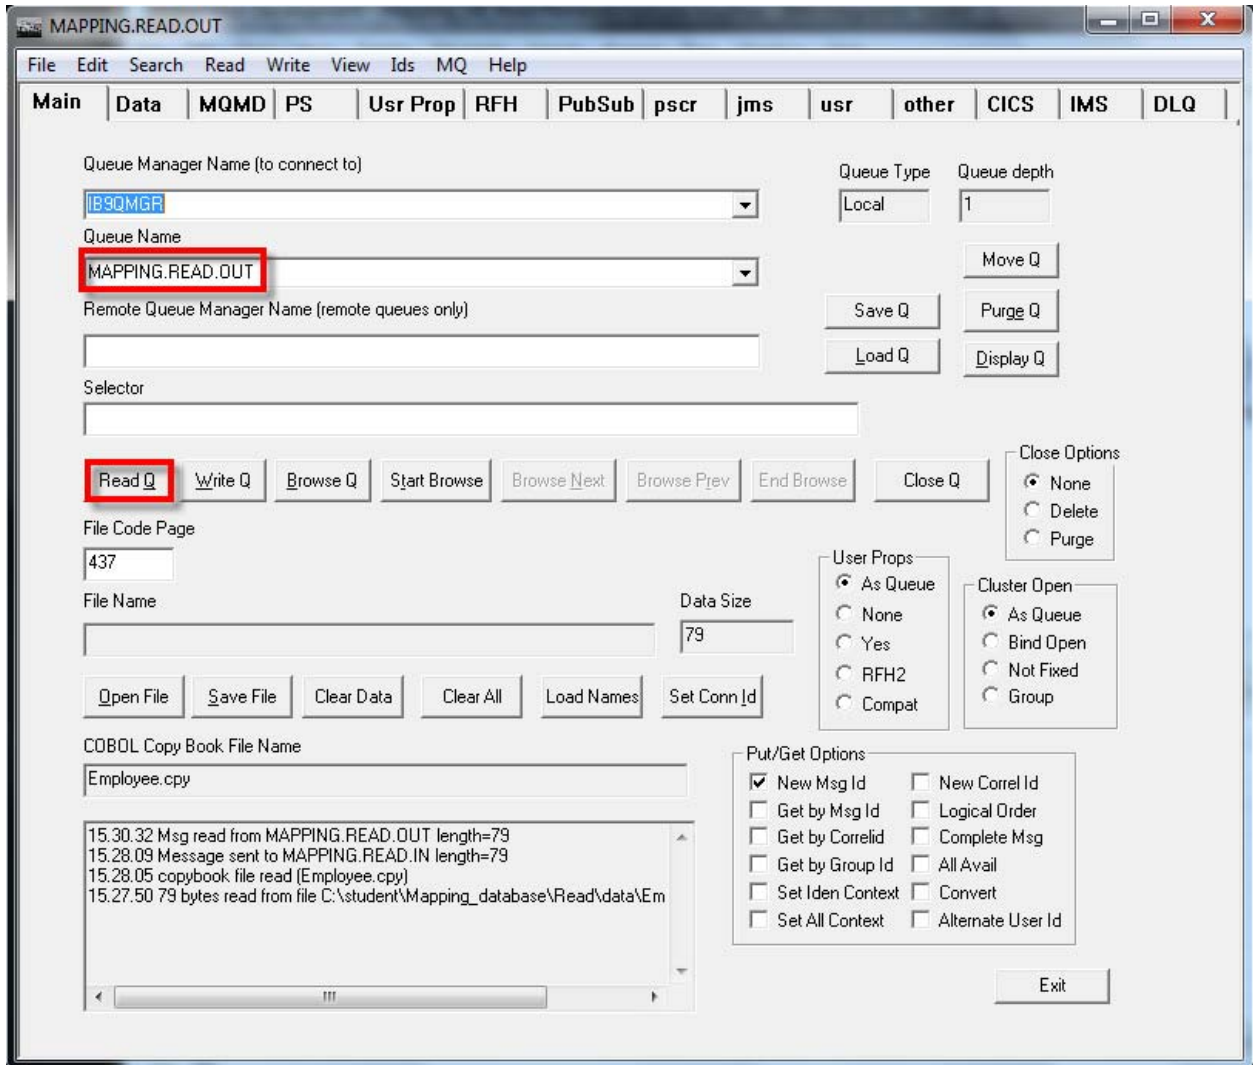 MAPPING.READ.OUT
File Edit Search Read Write View Ids MQ Help
Main Data MQMD PS Usr Prop RFH PubSub pscr jms usr other CICS IMS DLQ
Queue Manager Name (to connect to)
Queue Type Queue depth
IB9QMGR
Local 1
Queue Name
MAPPING.READ.OUT
Move Q
Remote Queue Manager Name (remote queues only)
Save Q Purge Q
Load Q Display Q
Selector
Close Options
Read Q Write Q Browse Q Start Browse Browse Next Browse Prev End Browse Close Q
None
Delete
Purge
File Code Page
437
User Props
As Queue
None
Yes
RFH2
Compat
Cluster Open
As Queue
Bind Open
Not Fixed
Group
File Name
Data Size
79
Open File Save File Clear Data Clear All Load Names Set Conn Id
COBOL Copy Book File Name
Employee.cpy
Put/Get Options
New Msg Id New Correl Id
Get by Msg Id Logical Order
Get by Correlid Complete Msg
Get by Group Id All Avail
Set Iden Context Convert
Set All Context Alternate User Id
15.30.32 Msg read from MAPPING.READ.OUT length=79
15.28.09 Message sent to MAPPING.READ.IN length=79
15.28.05 copybook file read (Employee.cpy)
15.27.50 79 bytes read from file C:\student\Mapping_database\Read\data\Em
Exit